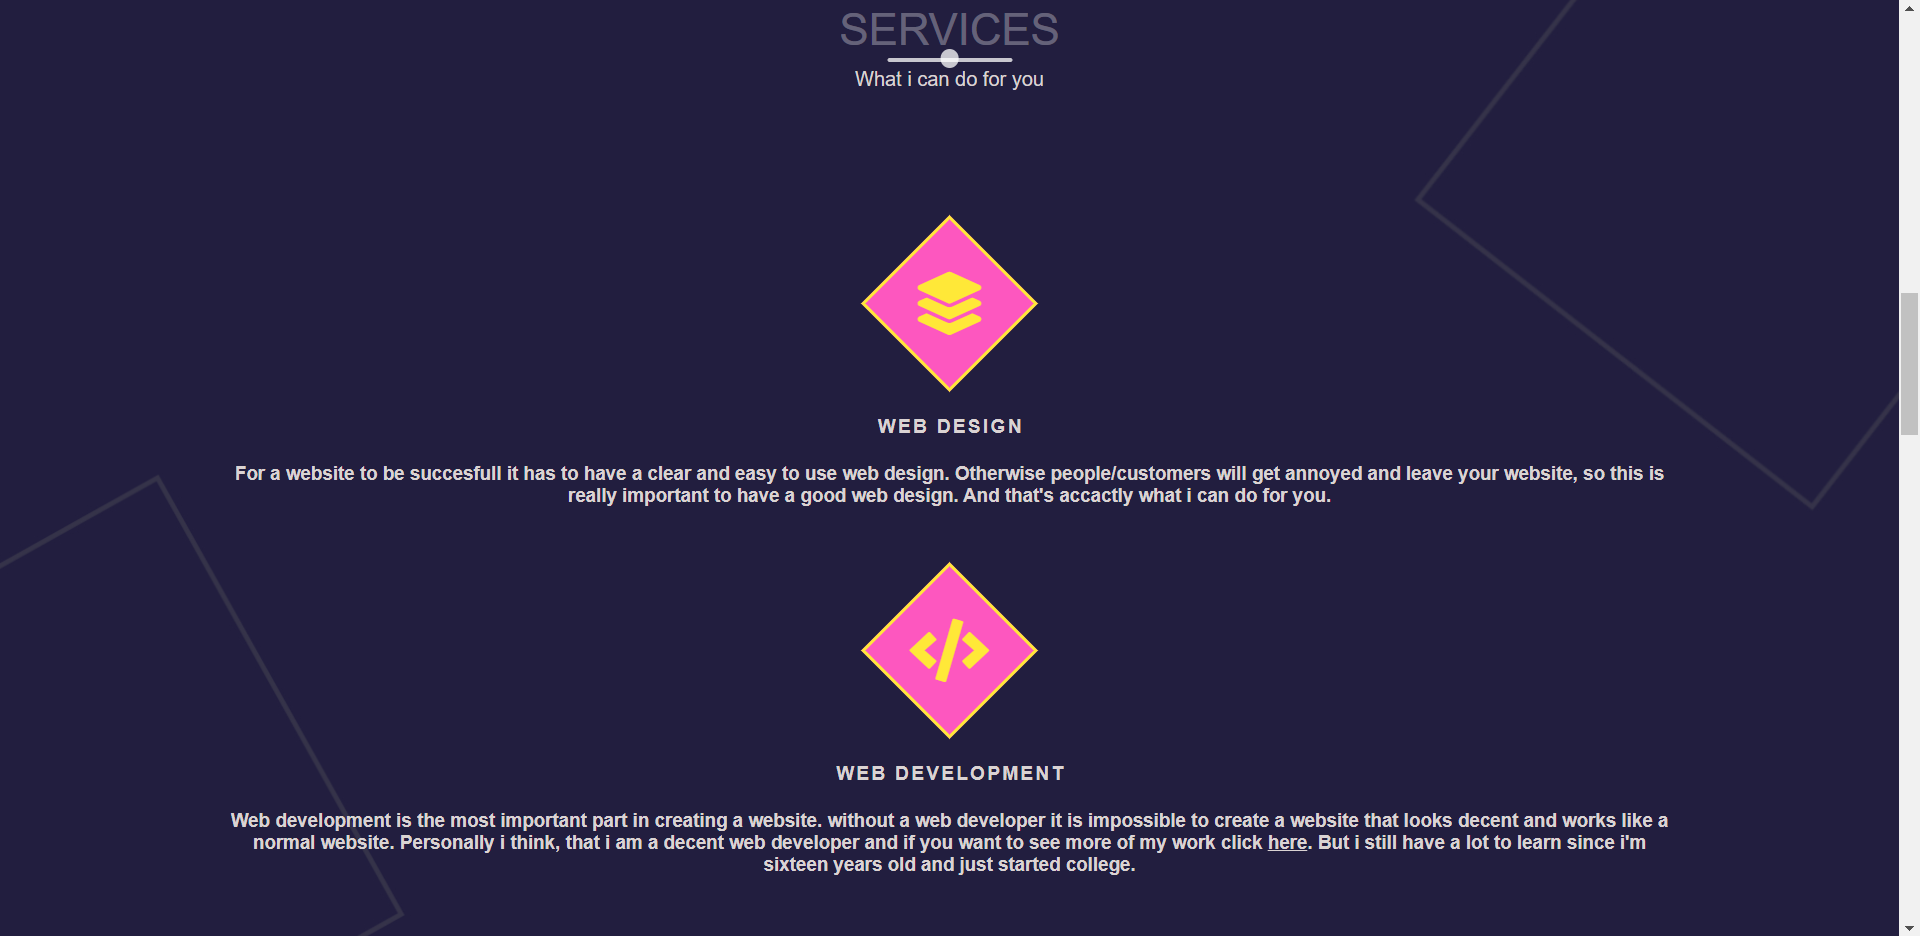 SERVICES
What i can do for you
WEB DESIGN
For a website to be succesfull it has to have a clear and easy to use web design. Otherwise people/customers will get annoyed and leave your website, so this is
really important to have a good web design. And that's accactly what i can do for you.
WEB DEVELOPMENT
Web development is the most important part in creating a website. without a web developer it is impossible to create a website that looks decent and works like a
normal website. Personally i think, that i am a decent web developer and if you want to see more of my work click here. But i still have a lot to learn since i'm
sixteen years old and just started college.